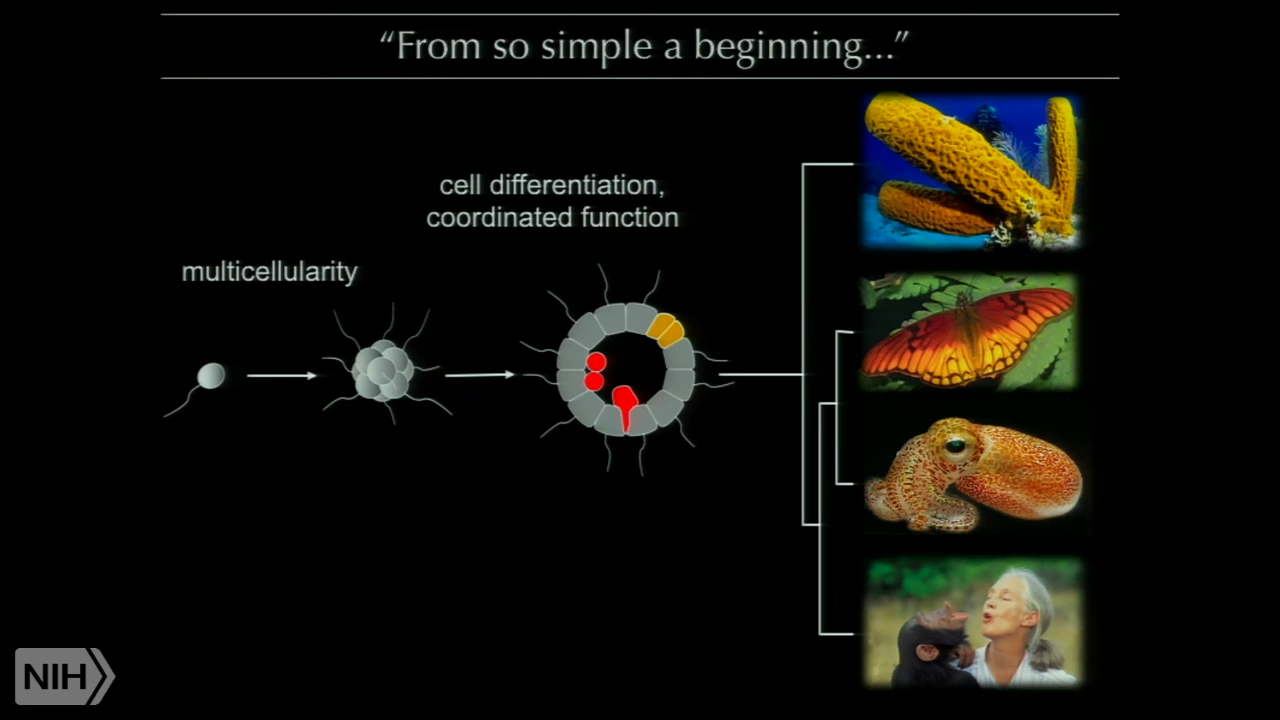 “From so simple a beginning...”
cell differentiation,
coordinated function
multicellularity
NIH